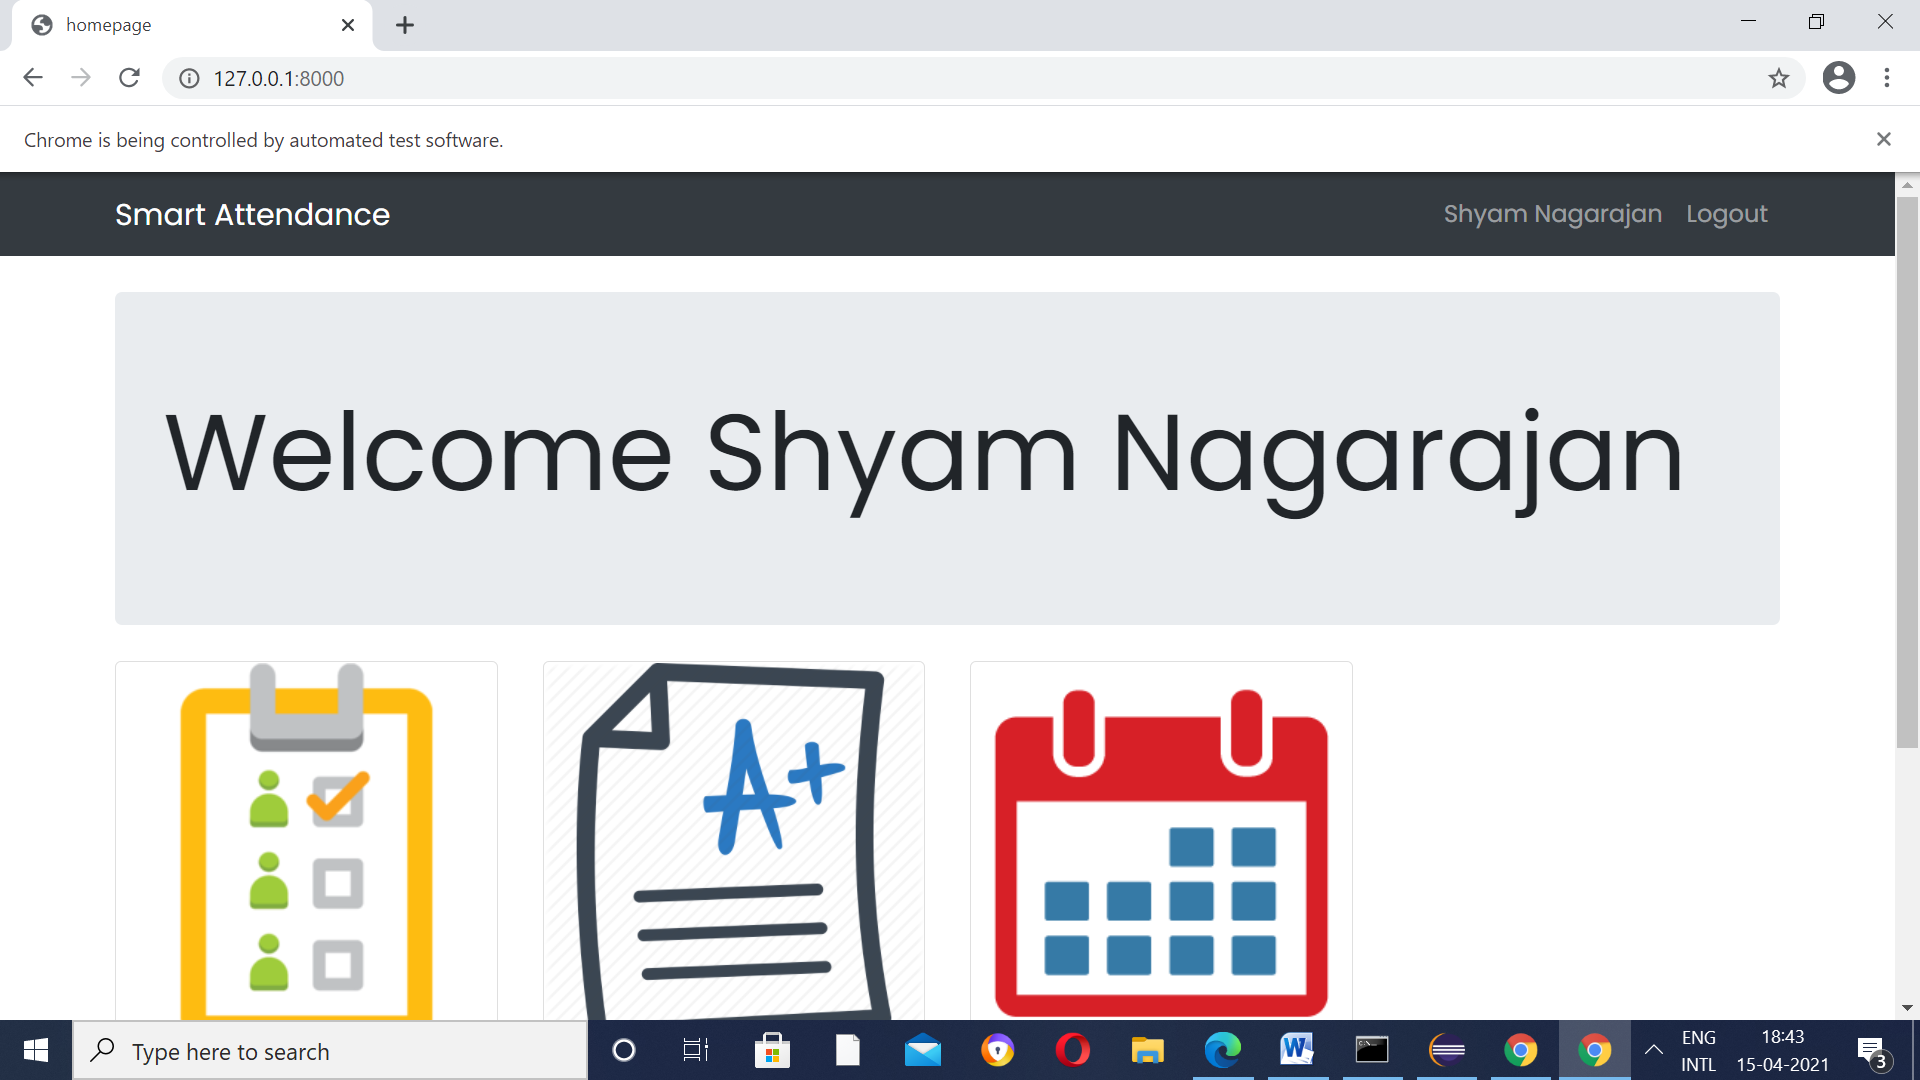 homepage
127.0.0.1:8000
Chrome is being controlled by automated test software.
Smart Attendance
Shyam Nagarajan Logout
Welcome Shyam Nagarajan
A+
Type here to search
W
C:\.
ENG
INTL
18:43
15-04-2021
3